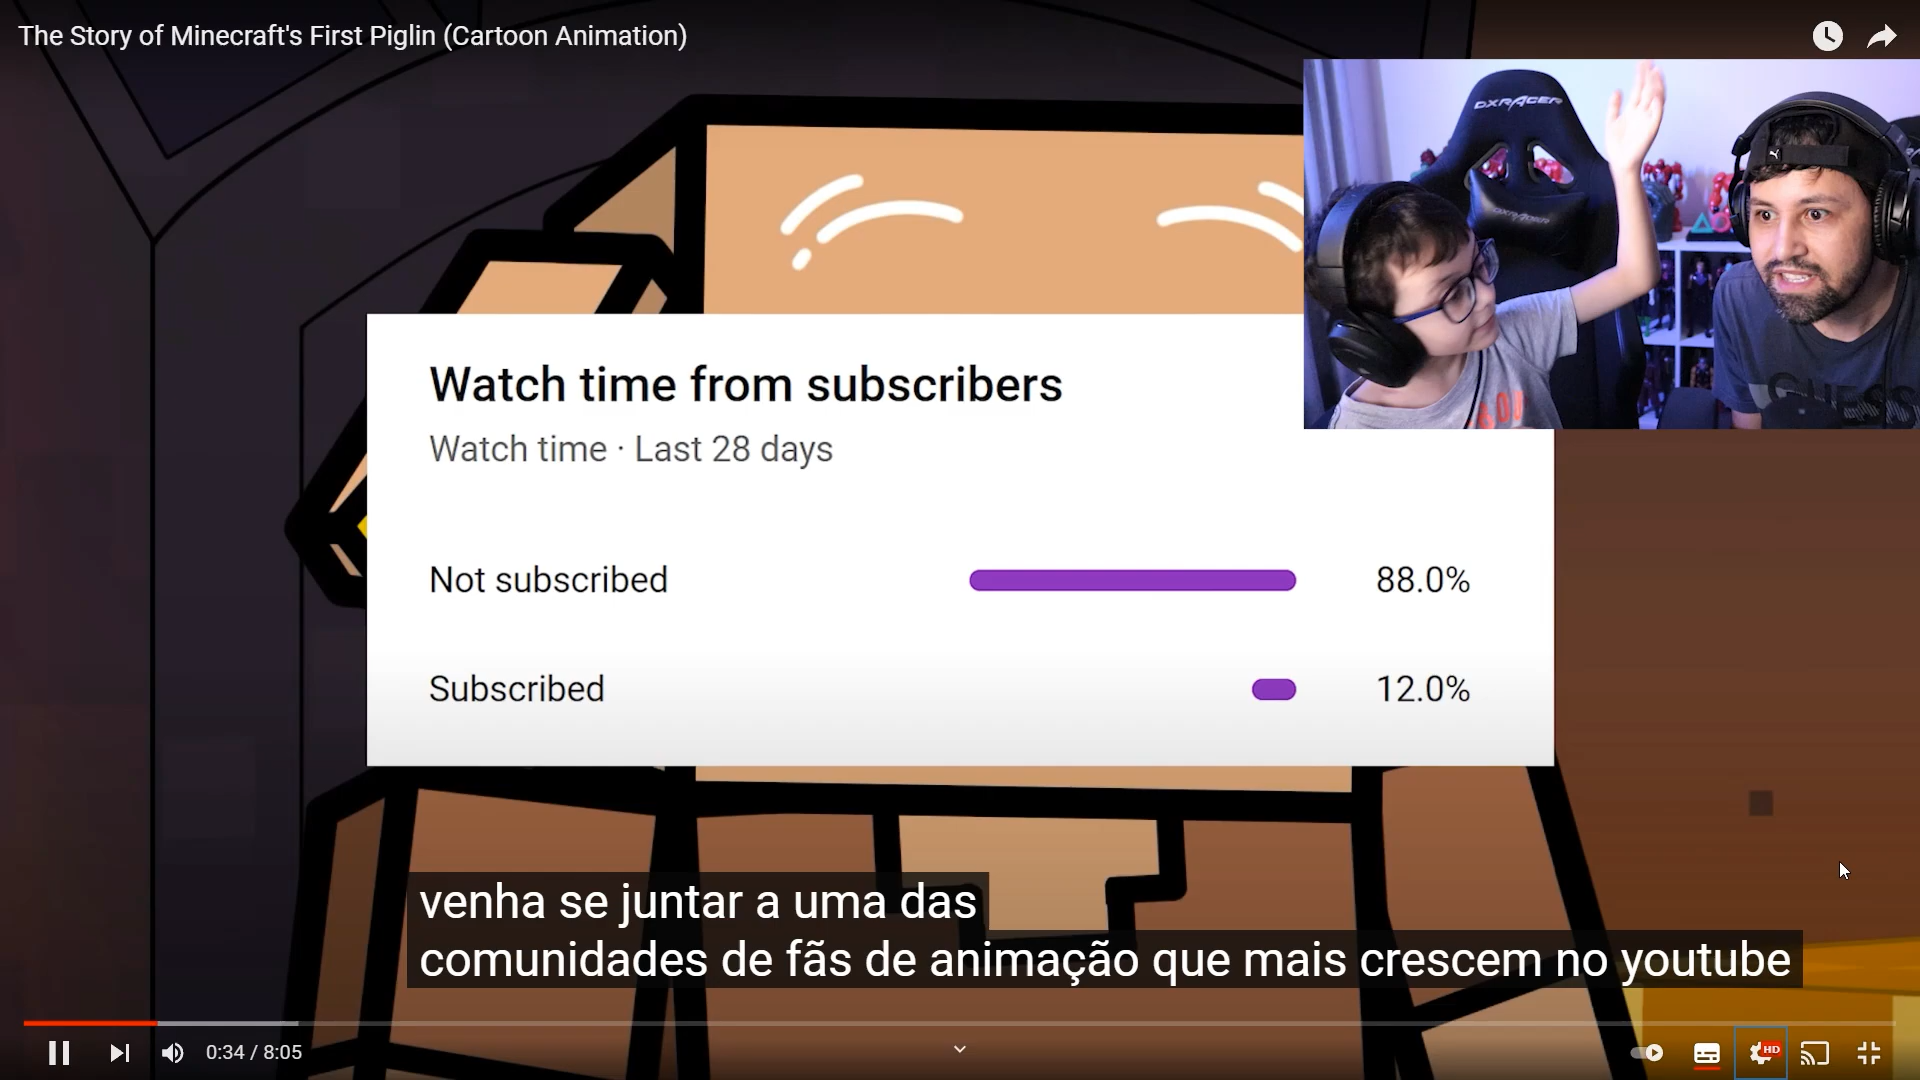 The Story of Minecraft's First Piglin (Cartoon Animation)
DXRACER
Watch time from subscribers
Watch time · Last 28 days
Not subscribed 88.0%
Subscribed 12.0%
venha se juntar a uma das
comunidades de fãs de animação que mais crescem no youtube
0:34 / 8:05
HD